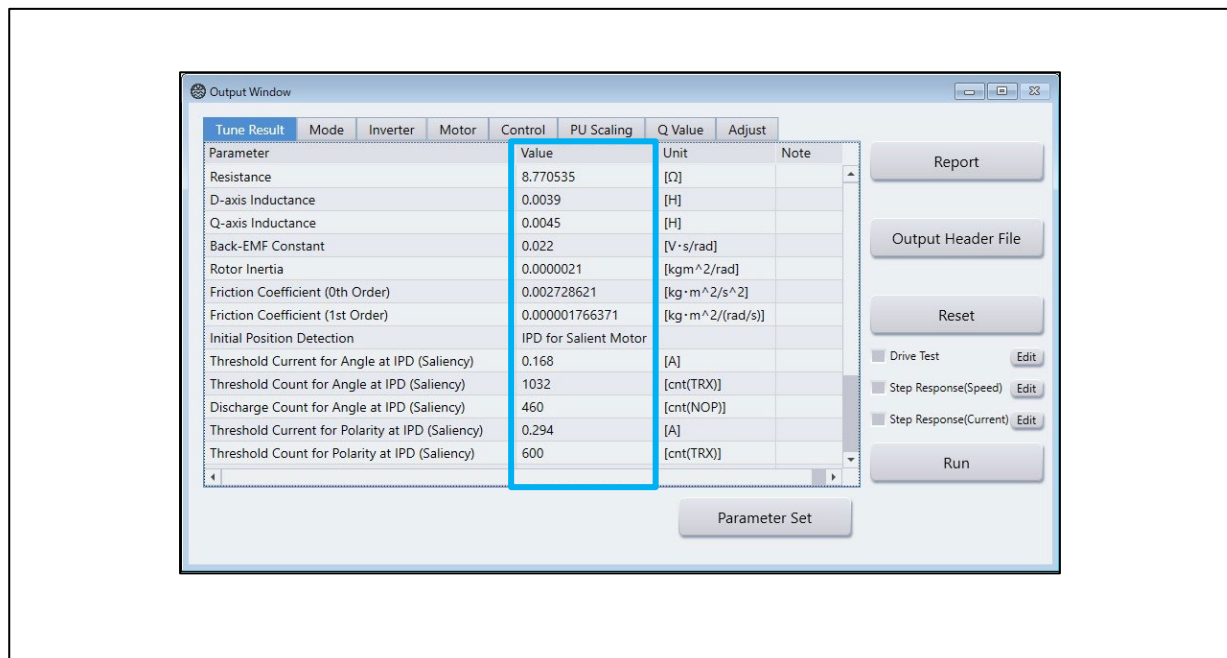 Output Window
Tune Result Mode Inverter Motor Control PU Scaling Q Value Adjust
Parameter Value Unit Note
Resistance 8.770535 [Ω]
D-axis Inductance 0.0039 [H]
Q-axis Inductance 0.0045 [H]
Back-EMF Constant 0.022 [V・s/rad]
Rotor Inertia 0.0000021 [kgm^2/rad]
Friction Coefficient (0th Order) 0.002728621 [kg・m^2/s^2]
Friction Coefficient (1st Order) 0.000001766371 [kg・m^2/(rad/s)]
Initial Position Detection IPD for Salient Motor
Threshold Current for Angle at IPD (Saliency) 0.168 [A]
Threshold Count for Angle at IPD (Saliency) 1032 [cnt(TRX)]
Discharge Count for Angle at IPD (Saliency) 460 [cnt(NOP)]
Threshold Current for Polarity at IPD (Saliency) 0.294 [A]
Threshold Count for Polarity at IPD (Saliency) 600 [cnt(TRX)]
Report
Output Header File
Reset
Drive Test Edit
Step Response(Speed) Edit
Step Response(Current) Edit
Run
Parameter Set